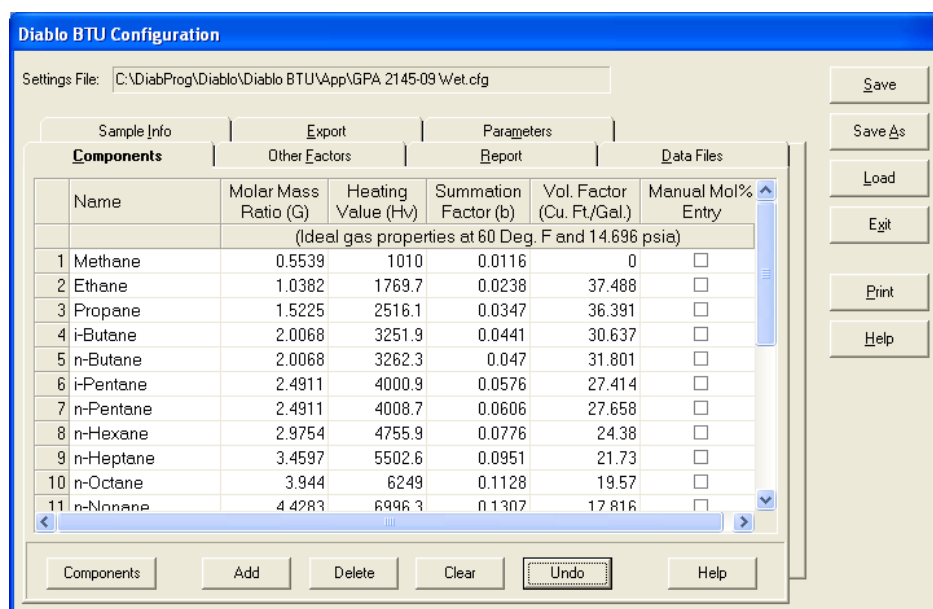 Diablo BTU Configuration
Settings File: C:\DiabProg\Diablo\Diablo BTU\App\GPA 2145-09 Wet.cfg
Save
Sample Info Export Parameters
Save As
Components Other Factors Report Data Files
Load
Name Molar Mass Ratio (G) Heating Value (Hv) Summation Factor (b) Vol. Factor (Cu. Ft./Gal.) Manual Mol% Entry
Exit
(Ideal gas properties at 60 Deg. F and 14.696 psia)
1 Methane 0.5539 1010 0.0116 0
2 Ethane 1.0382 1769.7 0.0238 37.488
Print
3 Propane 1.5225 2516.1 0.0347 36.391
4 i-Butane 2.0068 3251.9 0.0441 30.637
Help
5 n-Butane 2.0068 3262.3 0.047 31.801
6 i-Pentane 2.4911 4000.9 0.0576 27.414
7 n-Pentane 2.4911 4008.7 0.0606 27.658
8 n-Hexane 2.9754 4755.9 0.0776 24.38
9 n-Heptane 3.4597 5502.6 0.0951 21.73
10 n-Octane 3.944 6249 0.1128 19.57
11 n-Nonane 4.4283 6996.3 0.1307 17.816
Components Add Delete Clear Undo Help